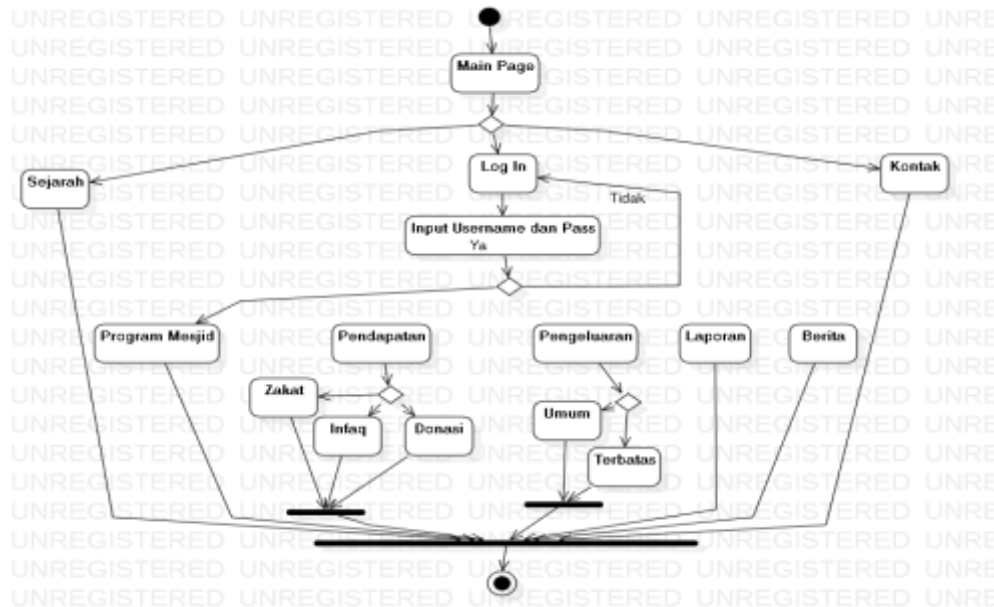 Main Page
Sejarah
Log In
Kontak
Tidak
Input Username dan Pass
Ya
Program Mesjid
Pendapatan
Pengeluaran
Laporan
Berita
Zakat
Umum
Infaq
Donasi
Terbatas
UNREGISTERED